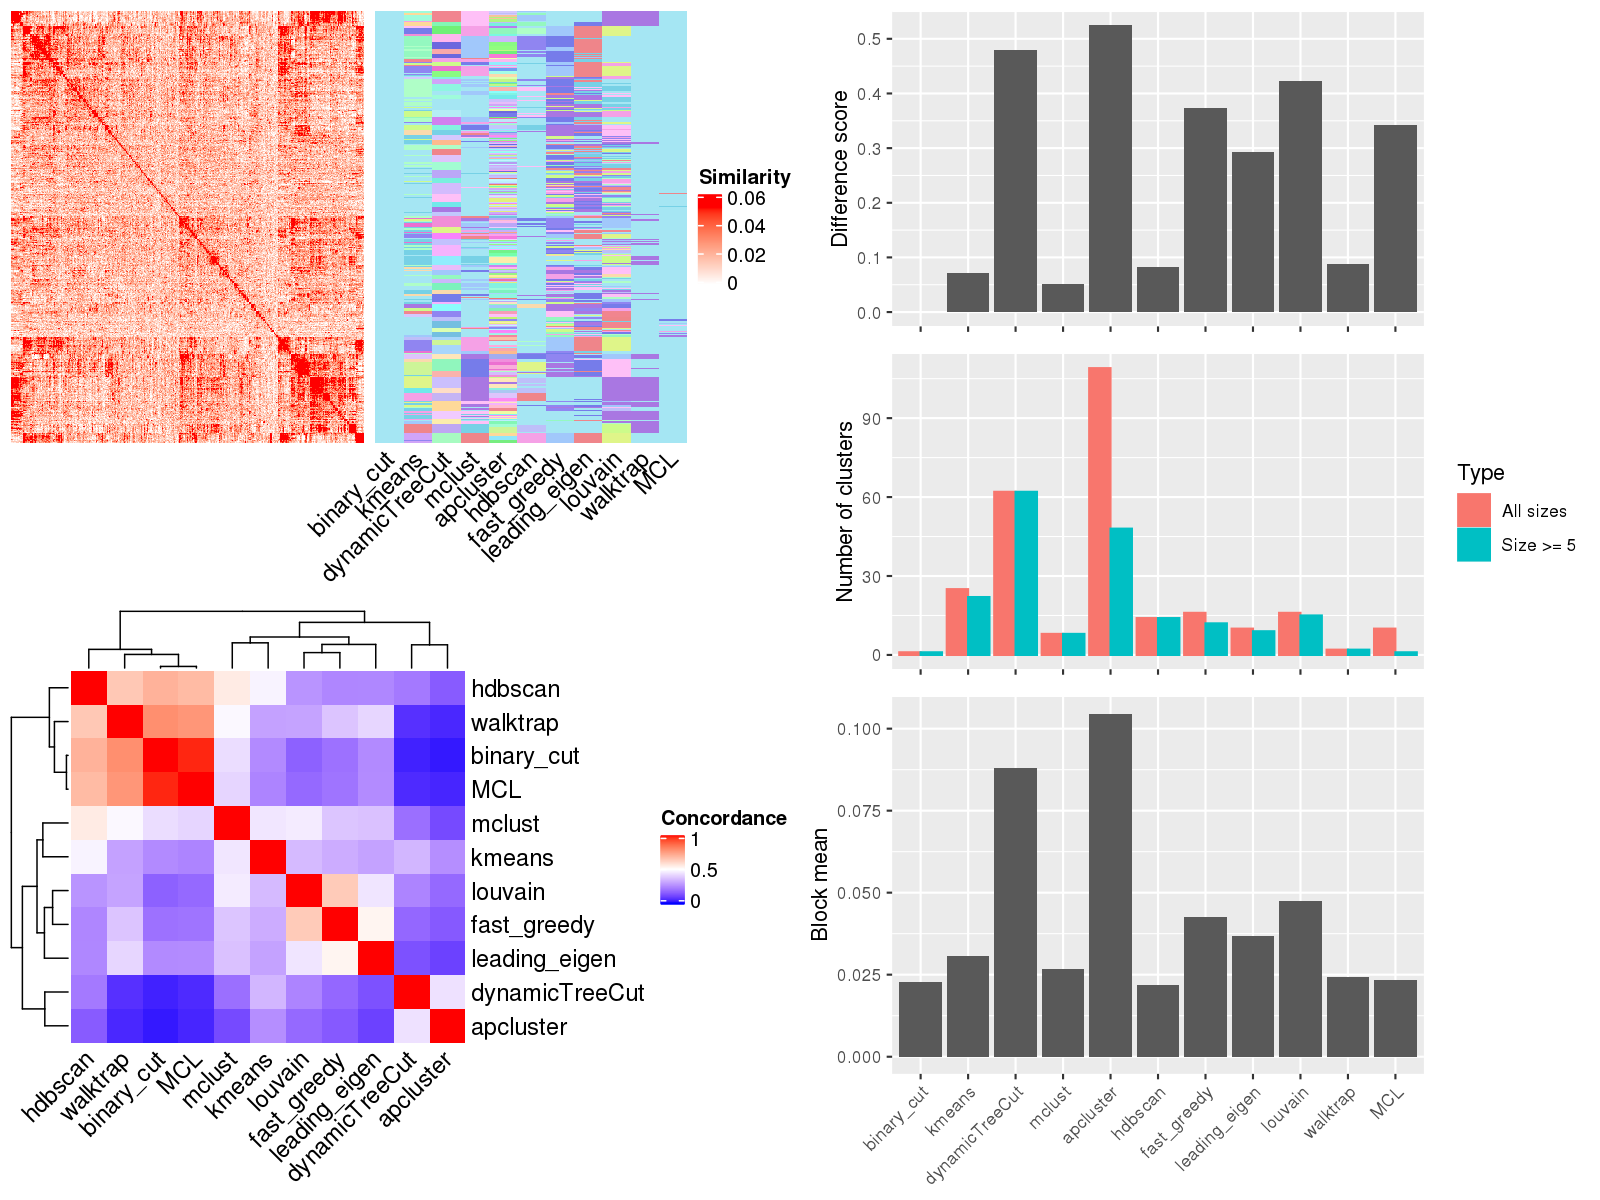 Similarity
0.06
0.04
0.02
0
binary_cut
kmeans
dynamicTreeCut
mclust
apcluster
hdbscan
fast_greedy
leading_eigen
louvain
walktrap
MCL
hdbscan
walktrap
binary_cut
MCL
mclust
kmeans
louvain
fast_greedy
leading_eigen
dynamicTreeCut
apcluster
Concordance
1
0.5
0
hdbscan
walktrap
binary_cut
MCL
mclust
kmeans
louvain
fast_greedy
leading_eigen
dynamicTreeCut
apcluster
Difference score
0.5
0.4
0.3
0.2
0.1
0.0
Number of clusters
90
60
30
0
Type
All sizes
Size >= 5
Block mean
0.100
0.075
0.050
0.025
0.000
binary_cut
kmeans
dynamicTreeCut
mclust
apcluster
hdbscan
fast_greedy
leading_eigen
louvain
walktrap
MCL